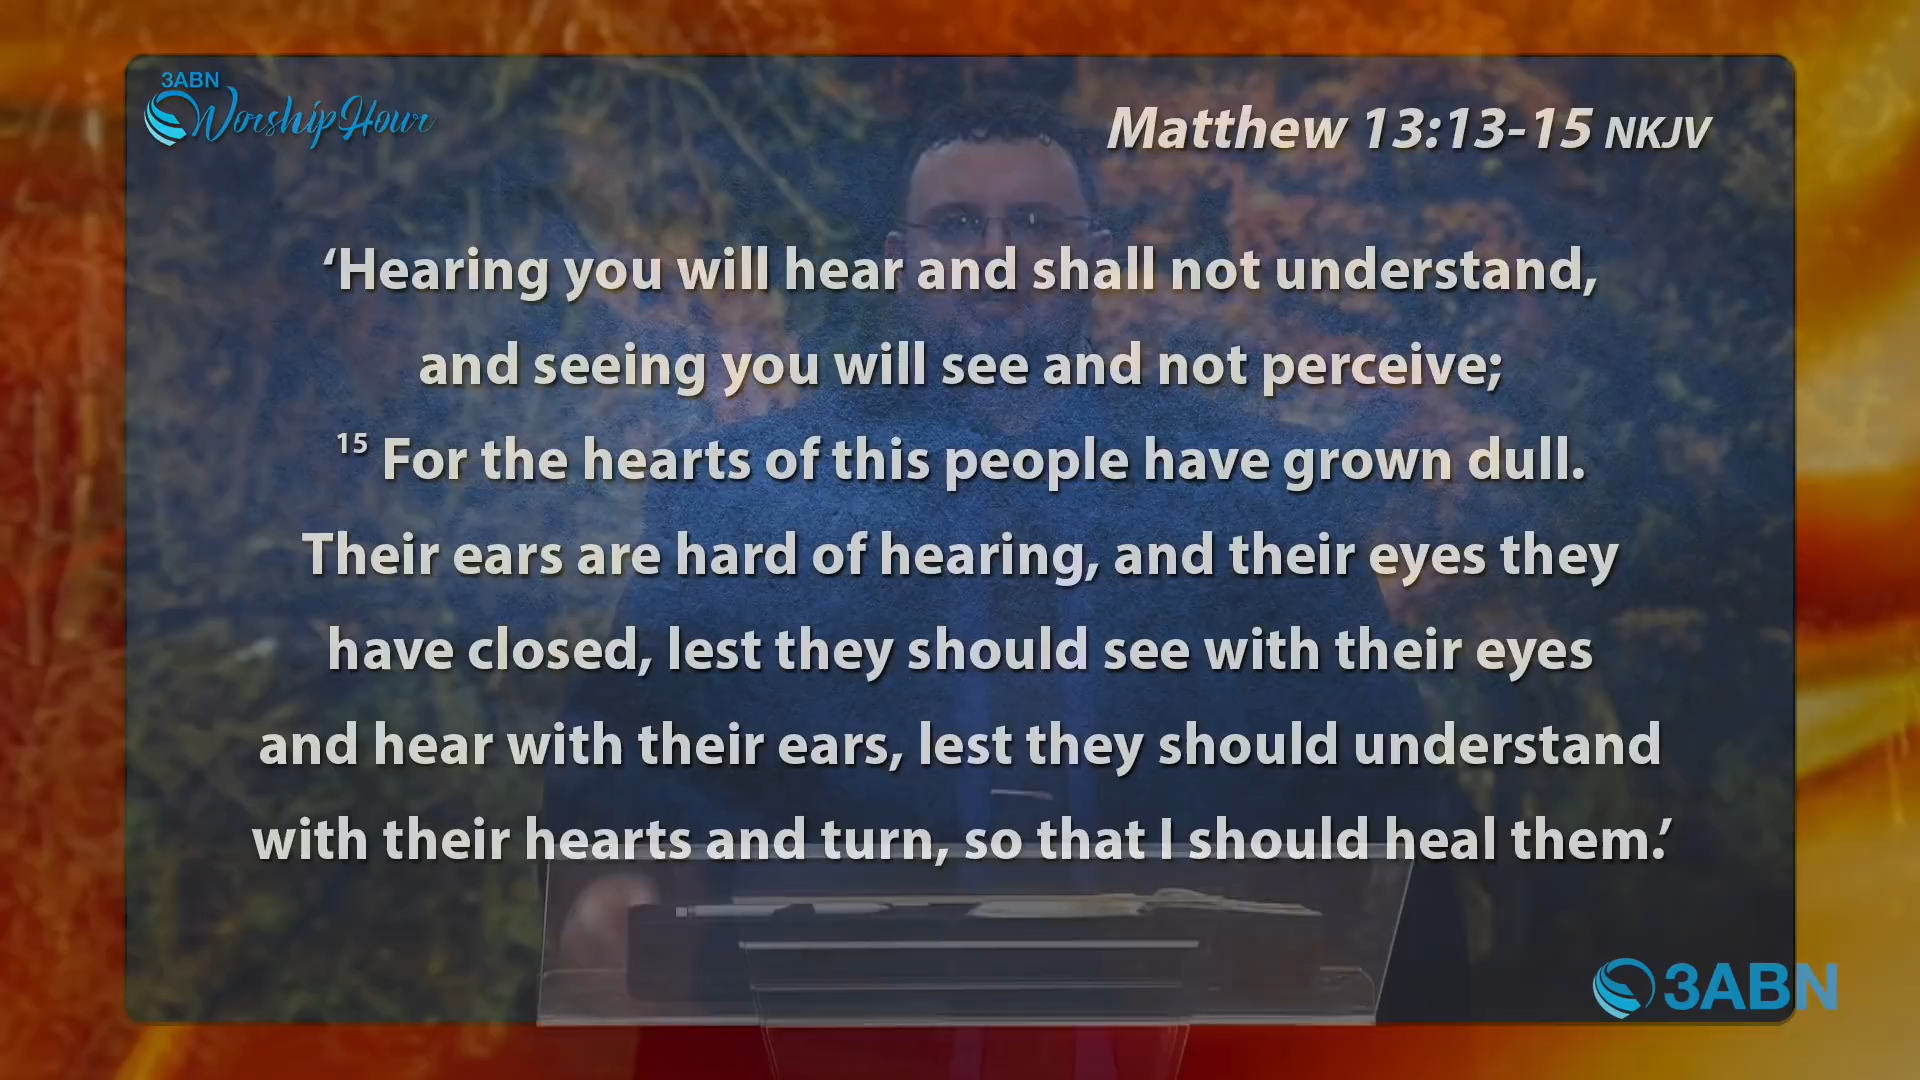 3ABN
Worship Hour
Matthew 13:13-15 NKJV
‘Hearing you will hear and shall not understand,
and seeing you will see and not perceive;
15 For the hearts of this people have grown dull.
Their ears are hard of hearing, and their eyes they
have closed, lest they should see with their eyes
and hear with their ears, lest they should understand
with their hearts and turn, so that I should heal them.’
3ABN